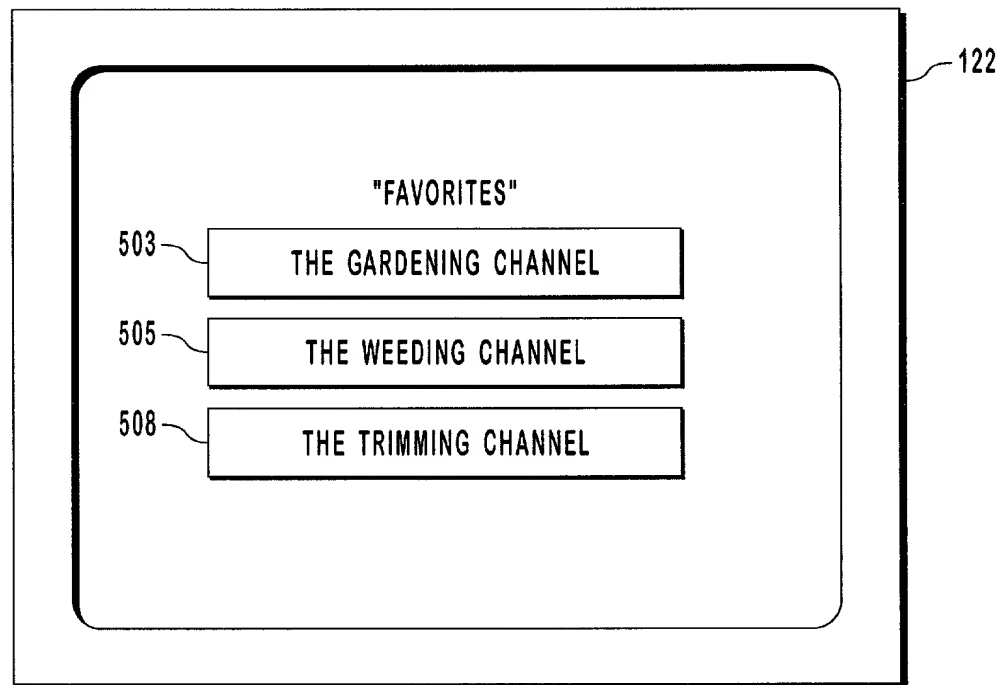 122
"FAVORITES"
503
THE GARDENING CHANNEL
505
THE WEEDING CHANNEL
508
THE TRIMMING CHANNEL